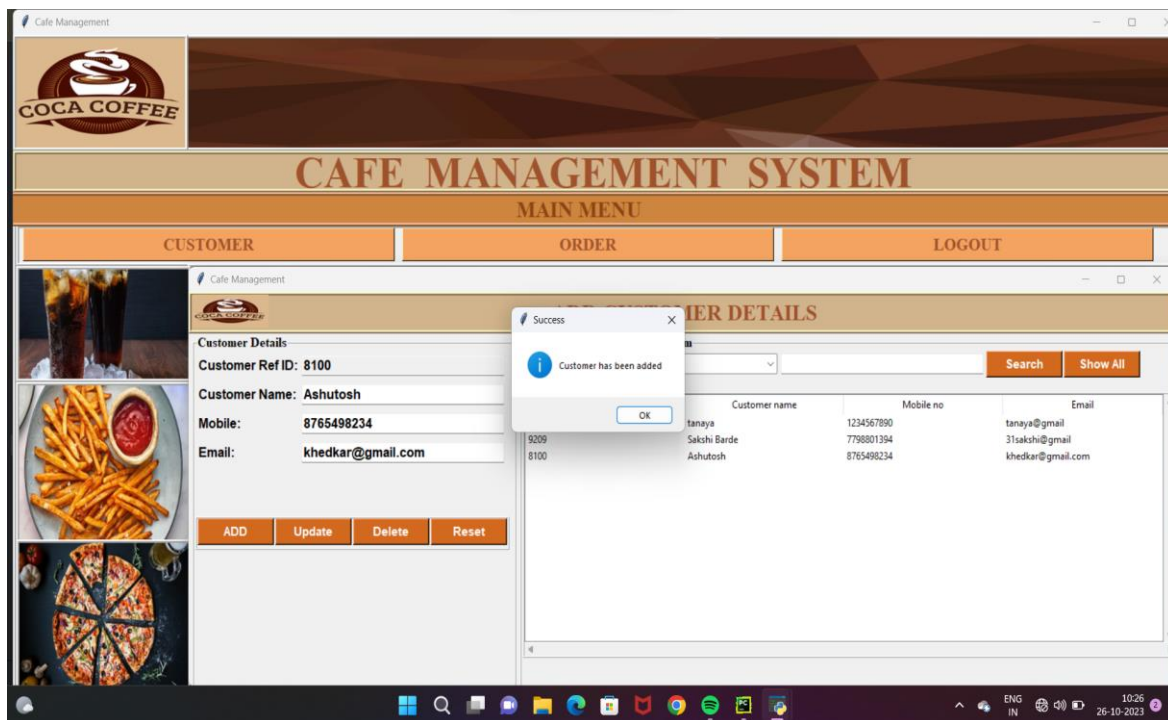 Cafe Management
COCA COFFEE
CAFE MANAGEMENT SYSTEM
MAIN MENU
CUSTOMER ORDER LOGOUT
Cafe Management
COCA COFFEE
CUSTOMER DETAILS
Success
Customer has been added
OK
Customer Details
Customer Ref ID: 8100
Customer Name: Ashutosh
Mobile: 8765498234
Email: khedkar@gmail.com
ADD Update Delete Reset
Search Show All
Customer name Mobile no Email
tanaya 1234567890 tanaya@gmail
9209 Sakshi Barde 7798801394 31sakshi@gmail
8100 Ashutosh 8765498234 khedkar@gmail.com
ENG
IN
10:26
26-10-2023
2